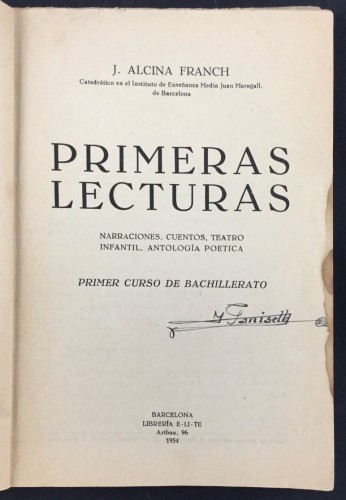 J. ALCINA FRANCH
Catedrático en el Instituto de Enseñanza Media Juan Maragall.
de Barcelona
PRIMERAS
LECTURAS
NARRACIONES, CUENTOS, TEATRO
INFANTIL, ANTOLOGÍA POETICA
PRIMER CURSO DE BACHILLERATO
BARCELONA
LIBRERÍA E-LI-TE
Aribau, 96
1954